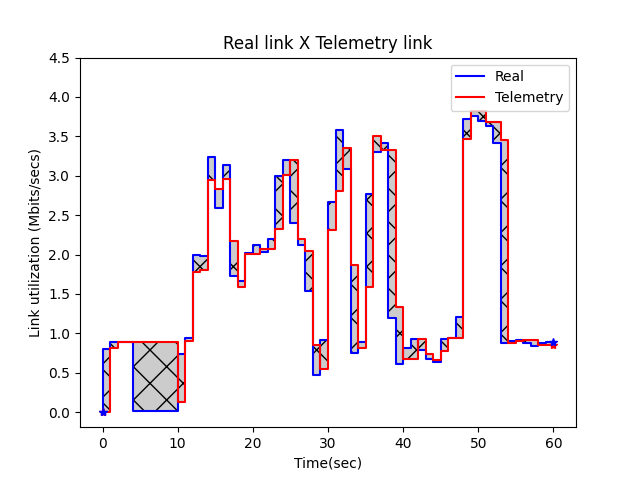 Real link X Telemetry link
Real
Telemetry
Link utilization (Mbits/secs)
4.5
4.0
3.5
3.0
2.5
2.0
1.5
1.0
0.5
0.0
0 10 20 30 40 50 60
Time(sec)